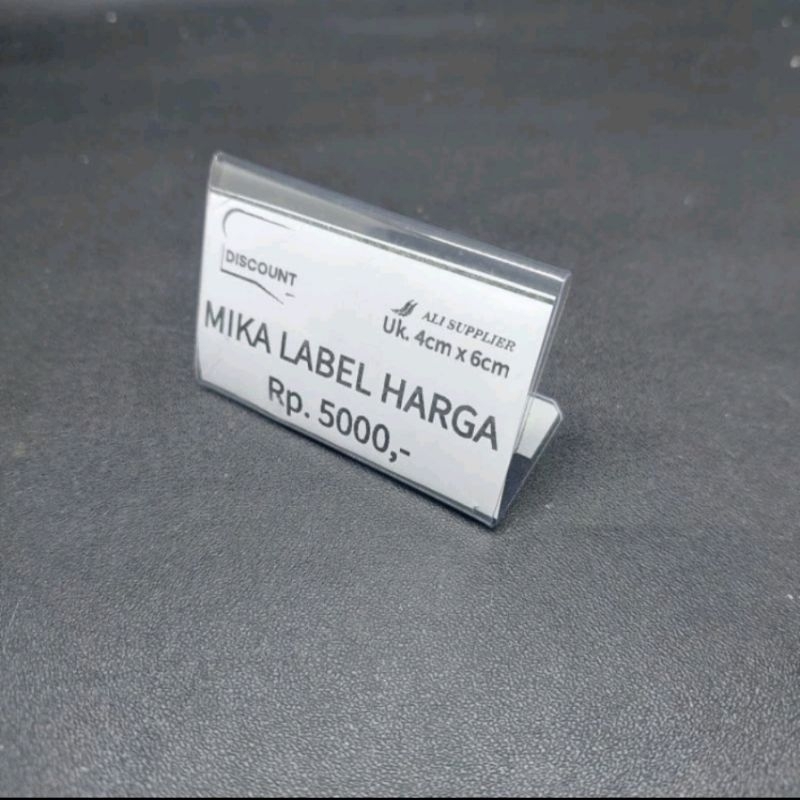 DISCOUNT
ALI SUPPLIER
Uk. 4cm x 6cm
MIKA LABEL HARGA
Rp. 5000,-